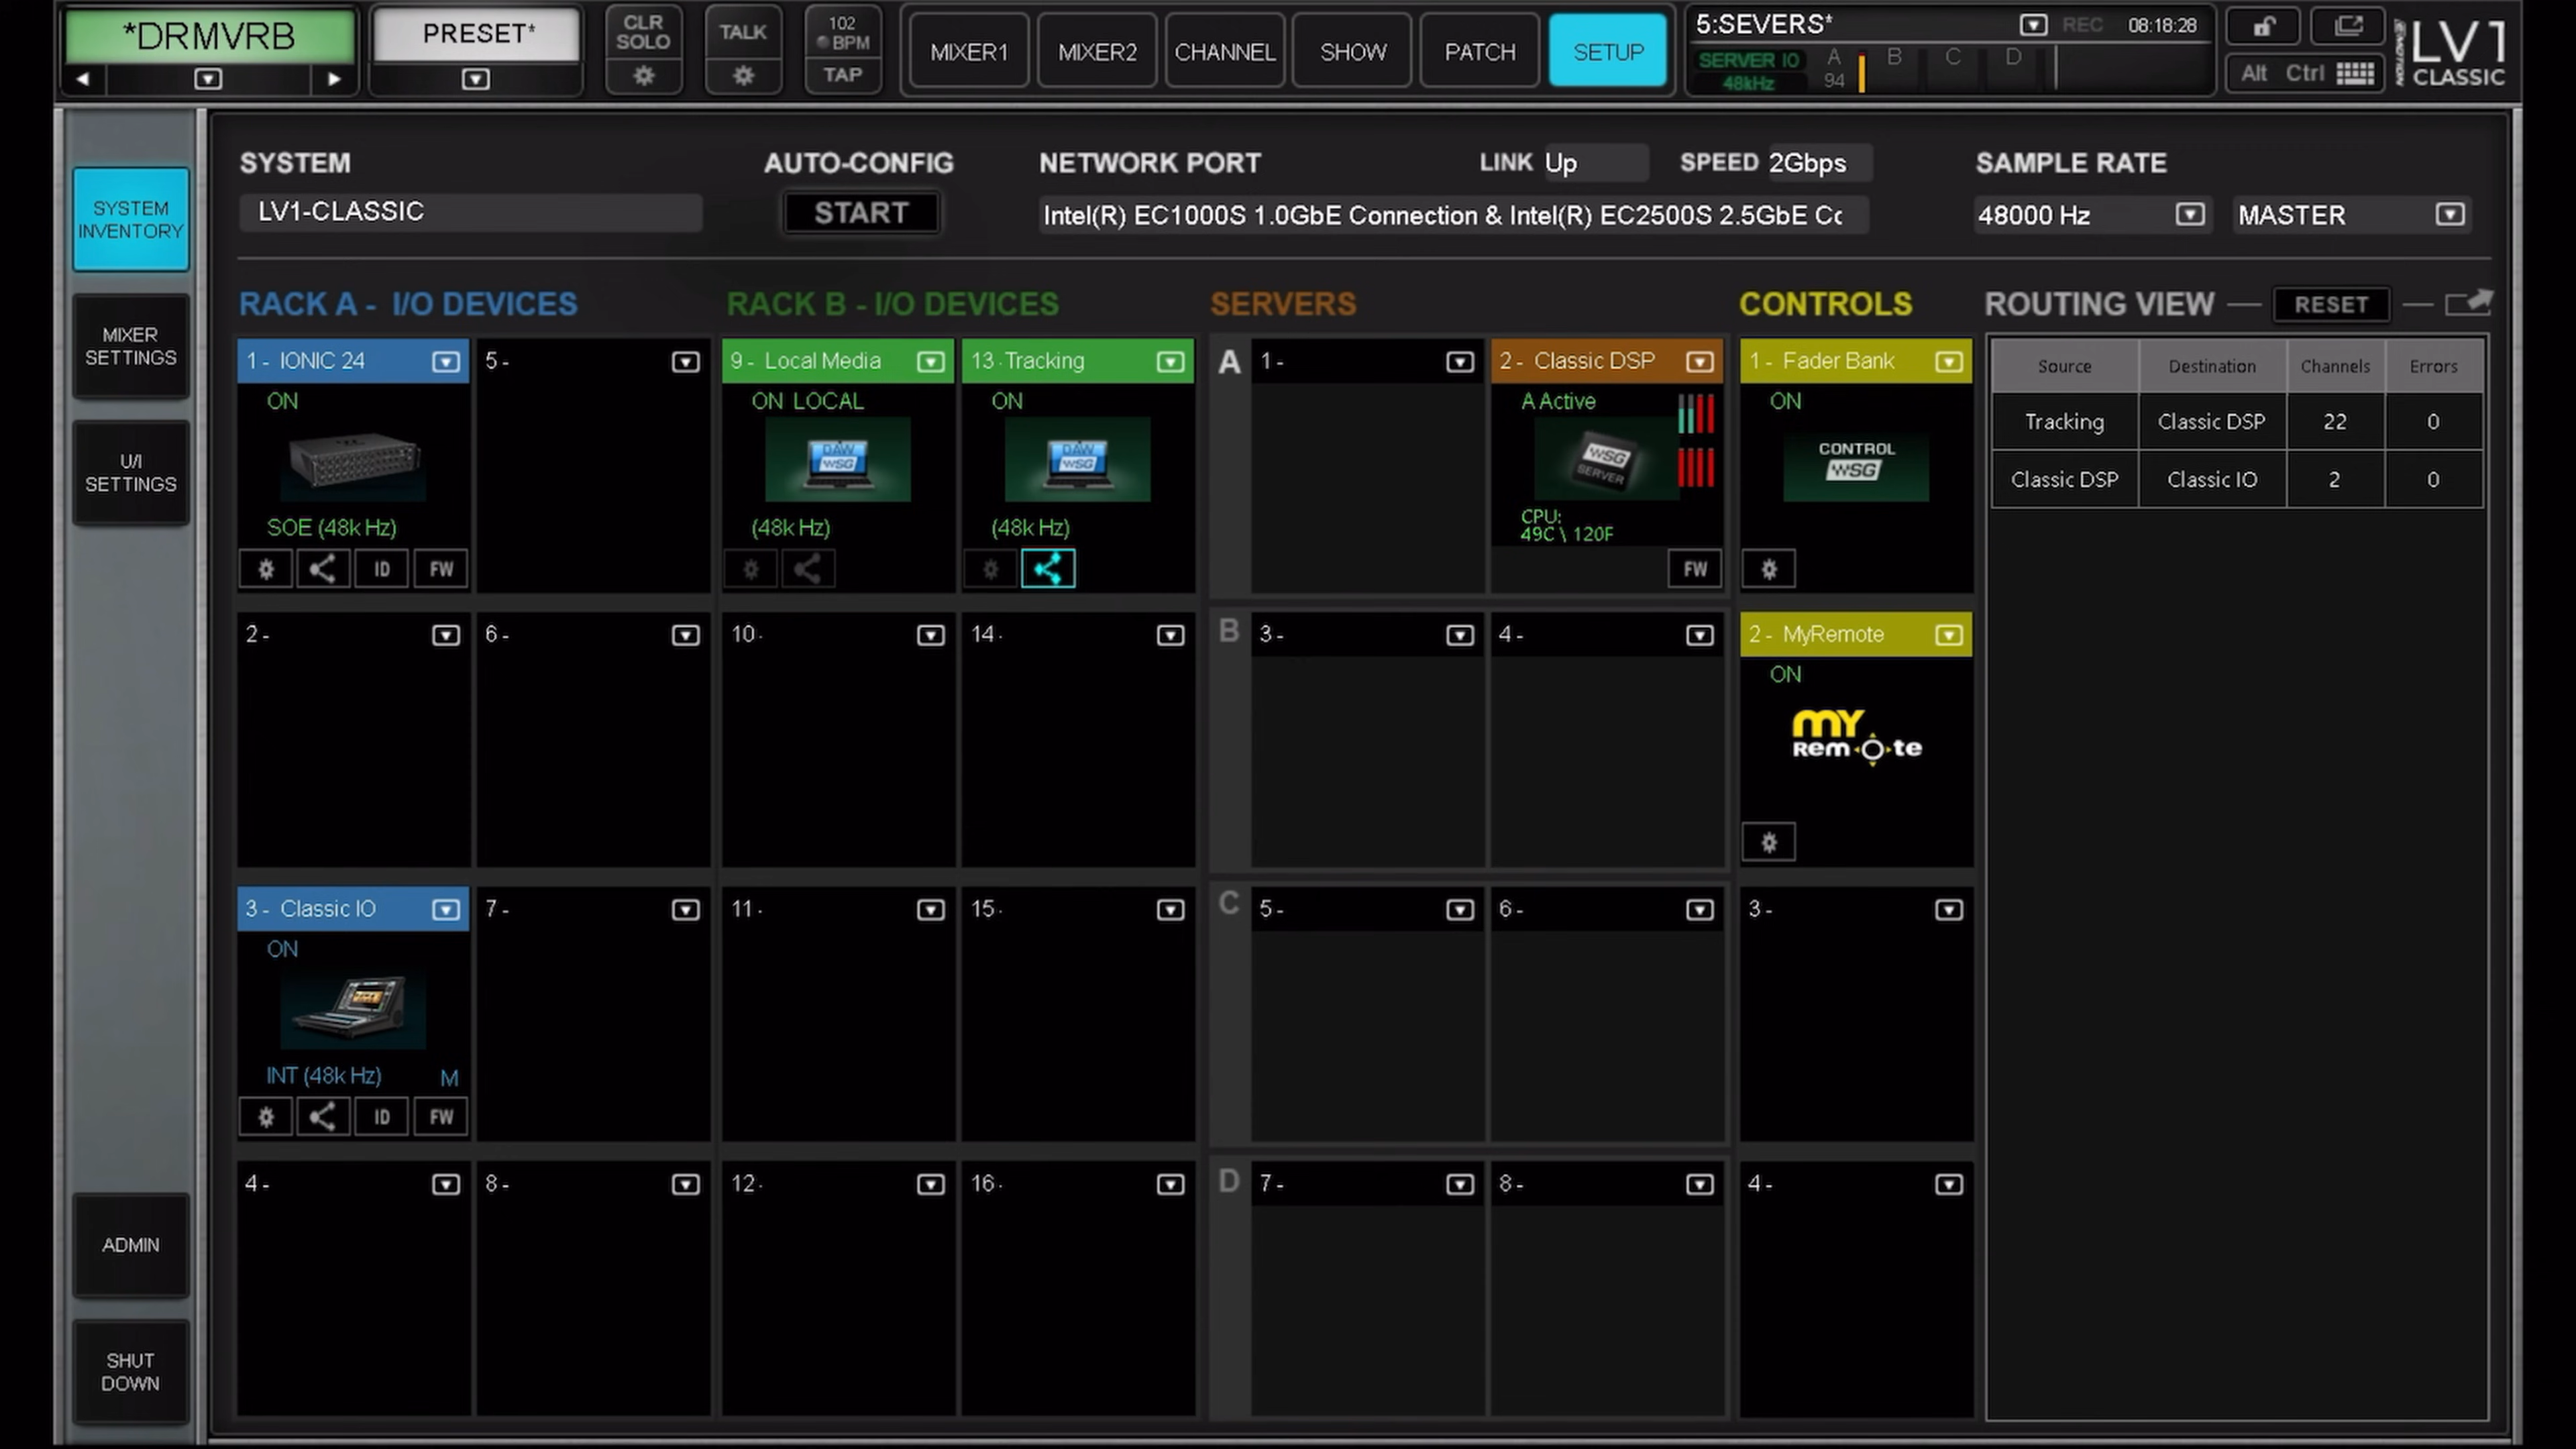 *DRMVRB
PRESET*
CLR
SOLO
TALK
102
BPM
TAP
MIXER1
MIXER2
CHANNEL
SHOW
PATCH
SETUP
5:SEVERS*
REC
08:18:28
SERVER IO
48kHz
A
94
B
C
D
Alt
Ctrl
eMOTION
LV1
CLASSIC
SYSTEM
INVENTORY
MIXER
SETTINGS
U/I
SETTINGS
ADMIN
SHUT
DOWN
SYSTEM
LV1-CLASSIC
AUTO-CONFIG
START
NETWORK PORT
LINK Up
SPEED 2Gbps
Intel(R) EC1000S 1.0GbE Connection & Intel(R) EC2500S 2.5GbE Cc
SAMPLE RATE
48000 Hz
MASTER
RACK A - I/O DEVICES
RACK B - I/O DEVICES
SERVERS
CONTROLS
ROUTING VIEW
RESET
1 - IONIC 24
ON
SOE (48k Hz)
ID
FW
5 -
9 - Local Media
ON LOCAL
DAW
WSG
(48k Hz)
13 · Tracking
ON
DAW
WSG
(48k Hz)
A
1 -
2 - Classic DSP
A Active
WSG
SERVER
CPU:
49C \ 120F
FW
1 - Fader Bank
ON
CONTROL
WSG
Source Destination Channels Errors
Tracking Classic DSP 22 0
Classic DSP Classic IO 2 0
2 -
6 -
10 ·
14 ·
B
3 -
4 -
2 - MyRemote
ON
MY
Remote
3 - Classic IO
ON
INT (48k Hz) M
ID
FW
7 -
11 ·
15 ·
C
5 -
6 -
3 -
4 -
8 -
12 ·
16 ·
D
7 -
8 -
4 -